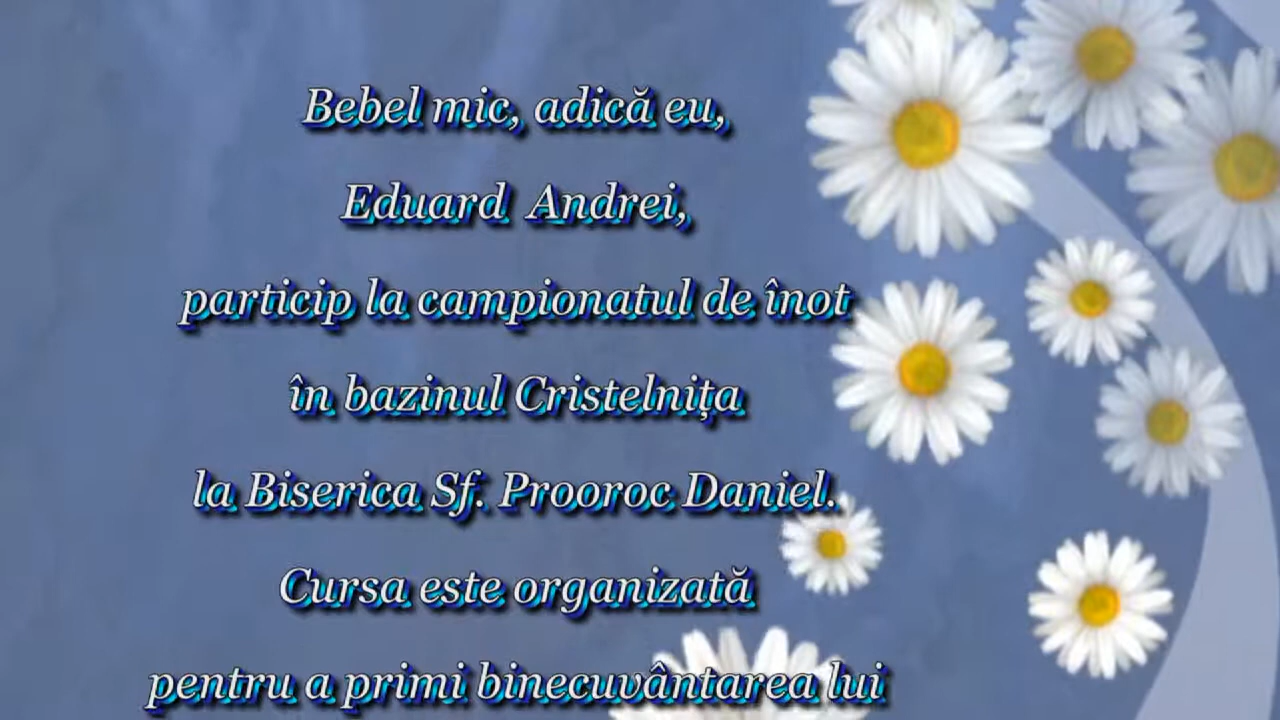 Bebel mic, adică eu,
Eduard Andrei,
particip la campionatul de înot
în bazinul Cristelnița
la Biserica Sf. Prooroc Daniel.
Cursa este organizată
pentru a primi binecuvântarea lui